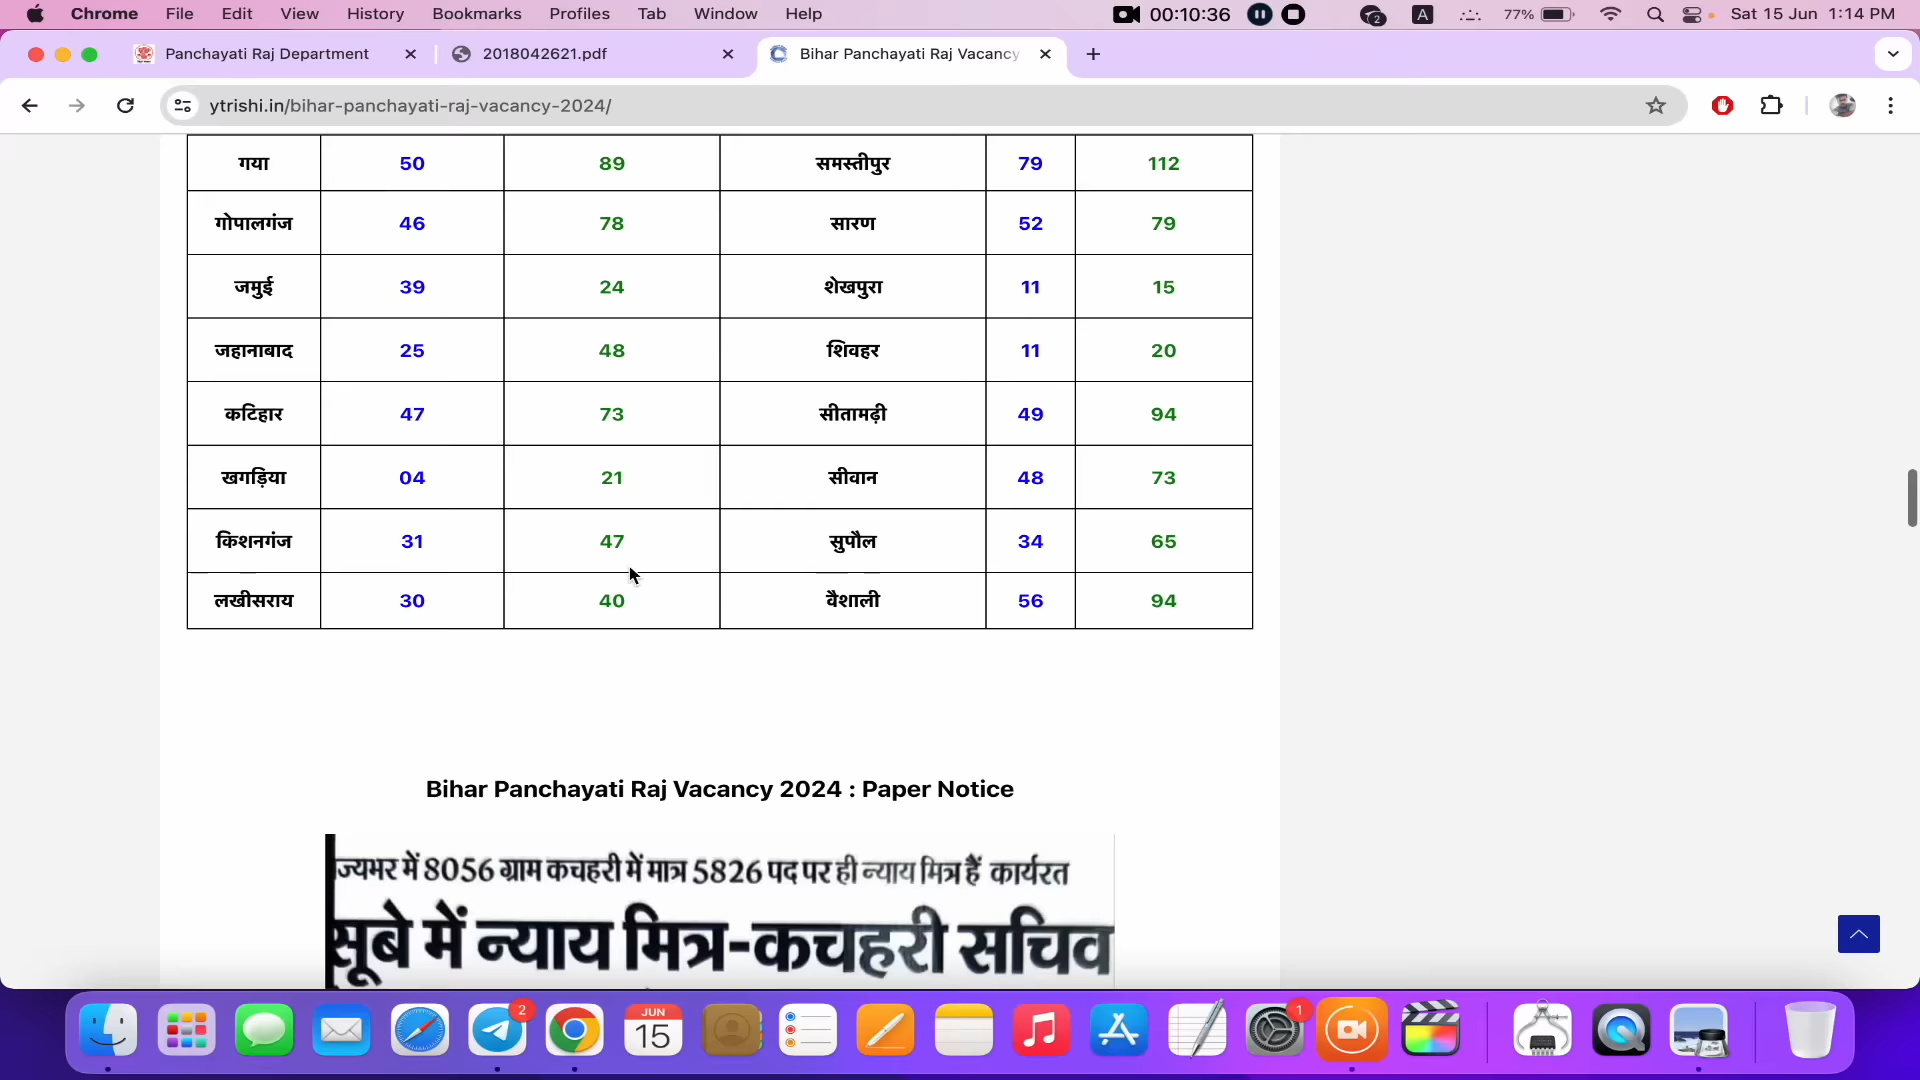 Chrome File Edit View History Bookmarks Profiles Tab Window Help 00:10:36 2 A 77% Sat 15 Jun 1:14 PM
Panchayati Raj Department 2018042621.pdf Bihar Panchayati Raj Vacancy
ytrishi.in/bihar-panchayati-raj-vacancy-2024/
गया 50 89 समस्तीपुर 79 112
गोपालगंज 46 78 सारण 52 79
जमुई 39 24 शेखपुरा 11 15
जहानाबाद 25 48 शिवहर 11 20
कटिहार 47 73 सीतामढ़ी 49 94
खगड़िया 04 21 सीवान 48 73
किशनगंज 31 47 सुपौल 34 65
लखीसराय 30 40 वैशाली 56 94
Bihar Panchayati Raj Vacancy 2024 : Paper Notice
ज्यभर में 8056 ग्राम कचहरी में मात्र 5826 पद पर ही न्याय मित्र हैं कार्यरत
सूबे में न्याय मित्र-कचहरी सचिव
2 JUN 1
15